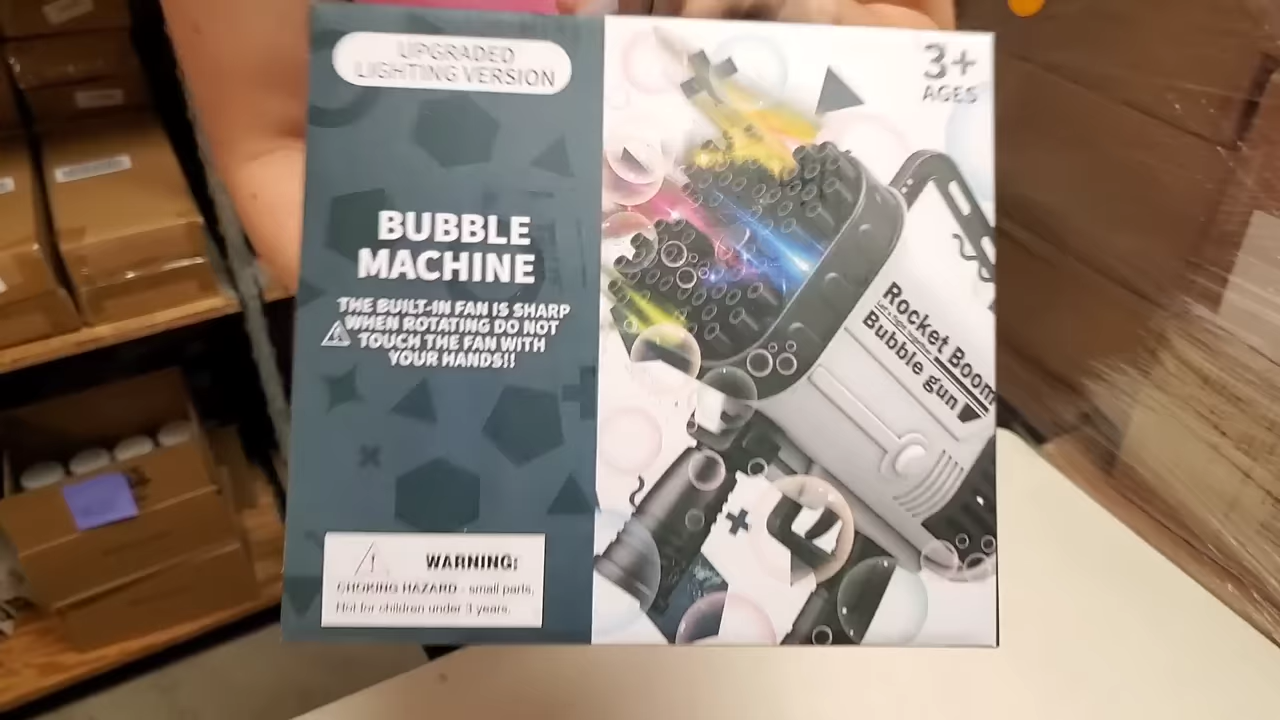 UPGRADED
LIGHTING VERSION
3+
AGES
BUBBLE
MACHINE
THE BUILT-IN FAN IS SHARP
WHEN ROTATING DO NOT
TOUCH THE FAN WITH
YOUR HANDS!!
Rocket Boom
Bubble gun
WARNING:
CHOKING HAZARD - small parts,
Not for children under 3 years.